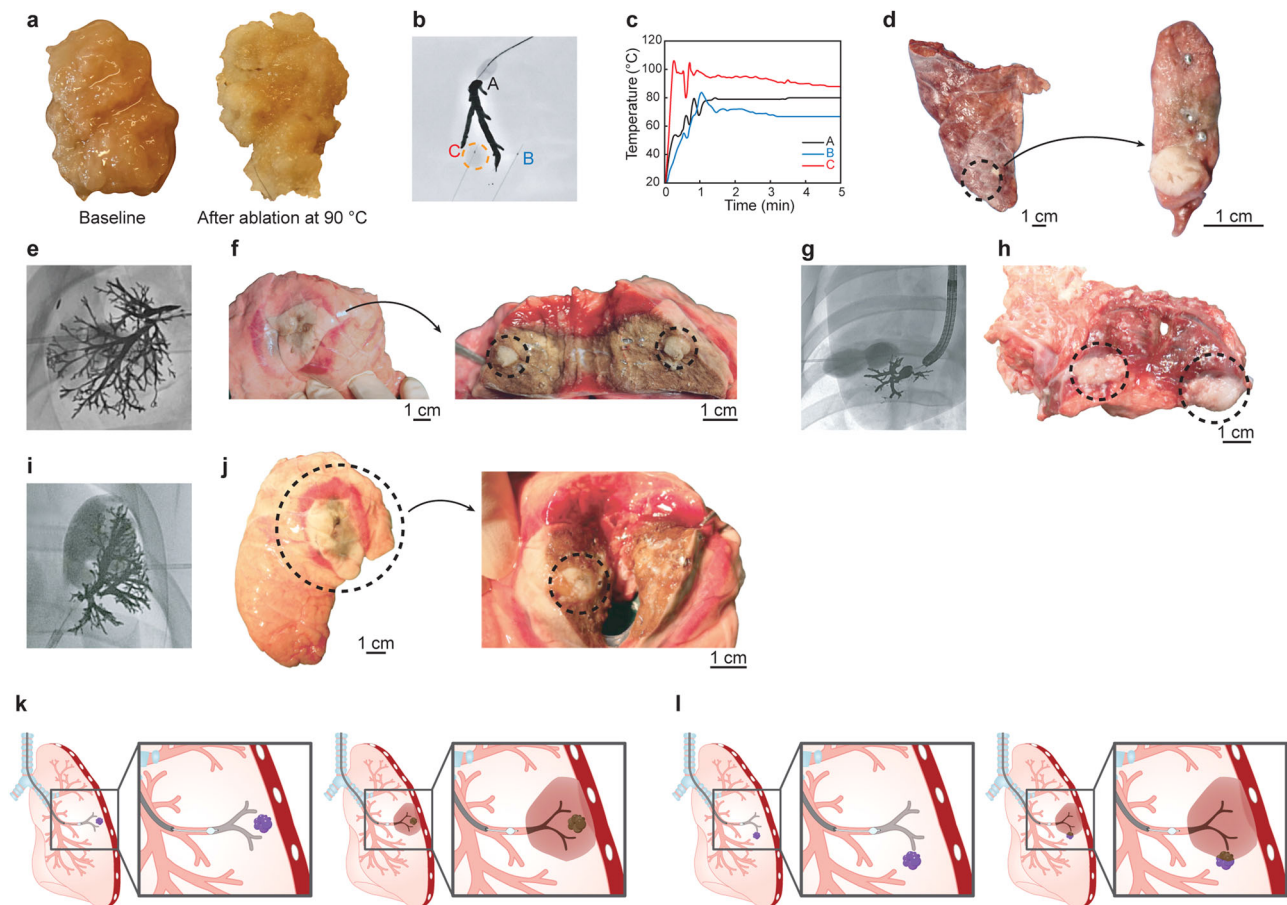 a
Baseline
After ablation at 90 °C
b
A
C
B
c
Temperature (°C)
120
100
80
60
40
20
0
1
2
3
4
5
Time (min)
A
B
C
d
1 cm
1 cm
e
f
1 cm
1 cm
g
h
1 cm
i
j
1 cm
1 cm
k
l